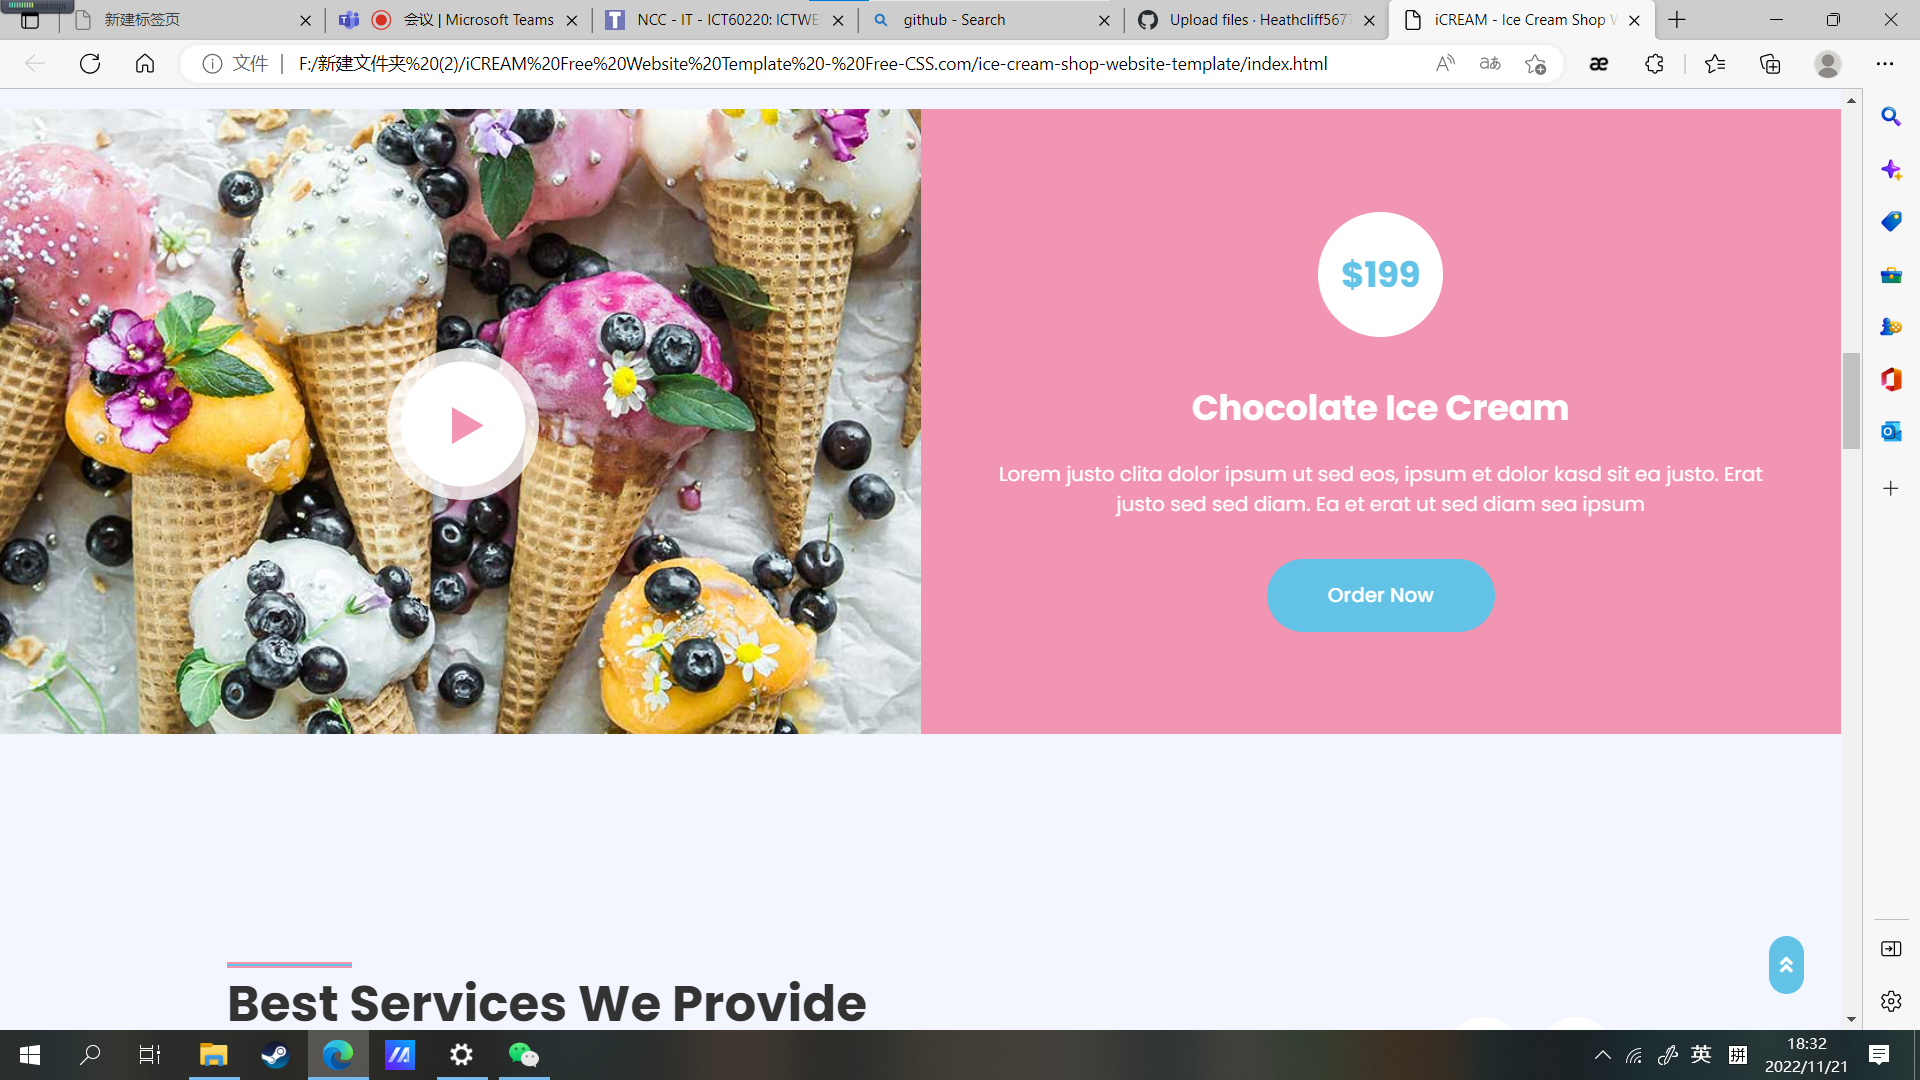 新建标签页
会议 | Microsoft Teams
NCC - IT - ICT60220: ICTWE
github - Search
Upload files · Heathcliff5677
iCREAM - Ice Cream Shop W
文件
F:/新建文件夹%20(2)/iCREAM%20Free%20Website%20Template%20-%20Free-CSS.com/ice-cream-shop-website-template/index.html
$199
Chocolate Ice Cream
Lorem justo clita dolor ipsum ut sed eos, ipsum et dolor kasd sit ea justo. Erat
justo sed sed diam. Ea et erat ut sed diam sea ipsum
Order Now
Best Services We Provide
英
拼
18:32
2022/11/21